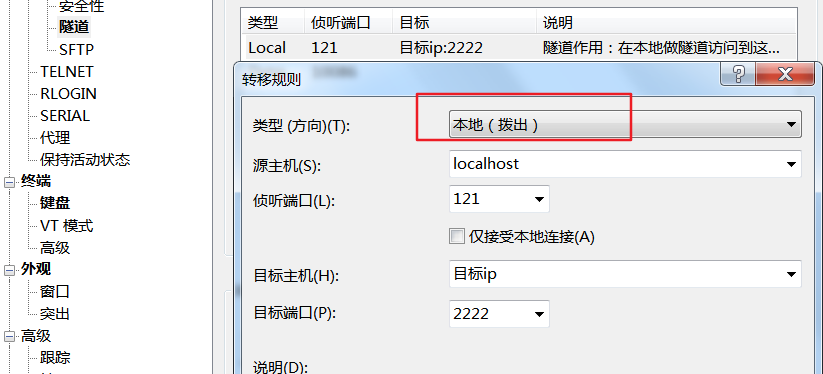 安全性
隧道
SFTP
TELNET
RLOGIN
SERIAL
代理
保持活动状态
终端
键盘
VT 模式
高级
外观
窗口
突出
高级
跟踪
类型 侦听端口 目标 说明
Local 121 目标ip:2222 隧道作用：在本地做隧道访问到这...
转移规则
类型 (方向)(T): 本地（拨出）
源主机(S): localhost
侦听端口(L): 121
仅接受本地连接(A)
目标主机(H): 目标ip
目标端口(P): 2222
说明(D):